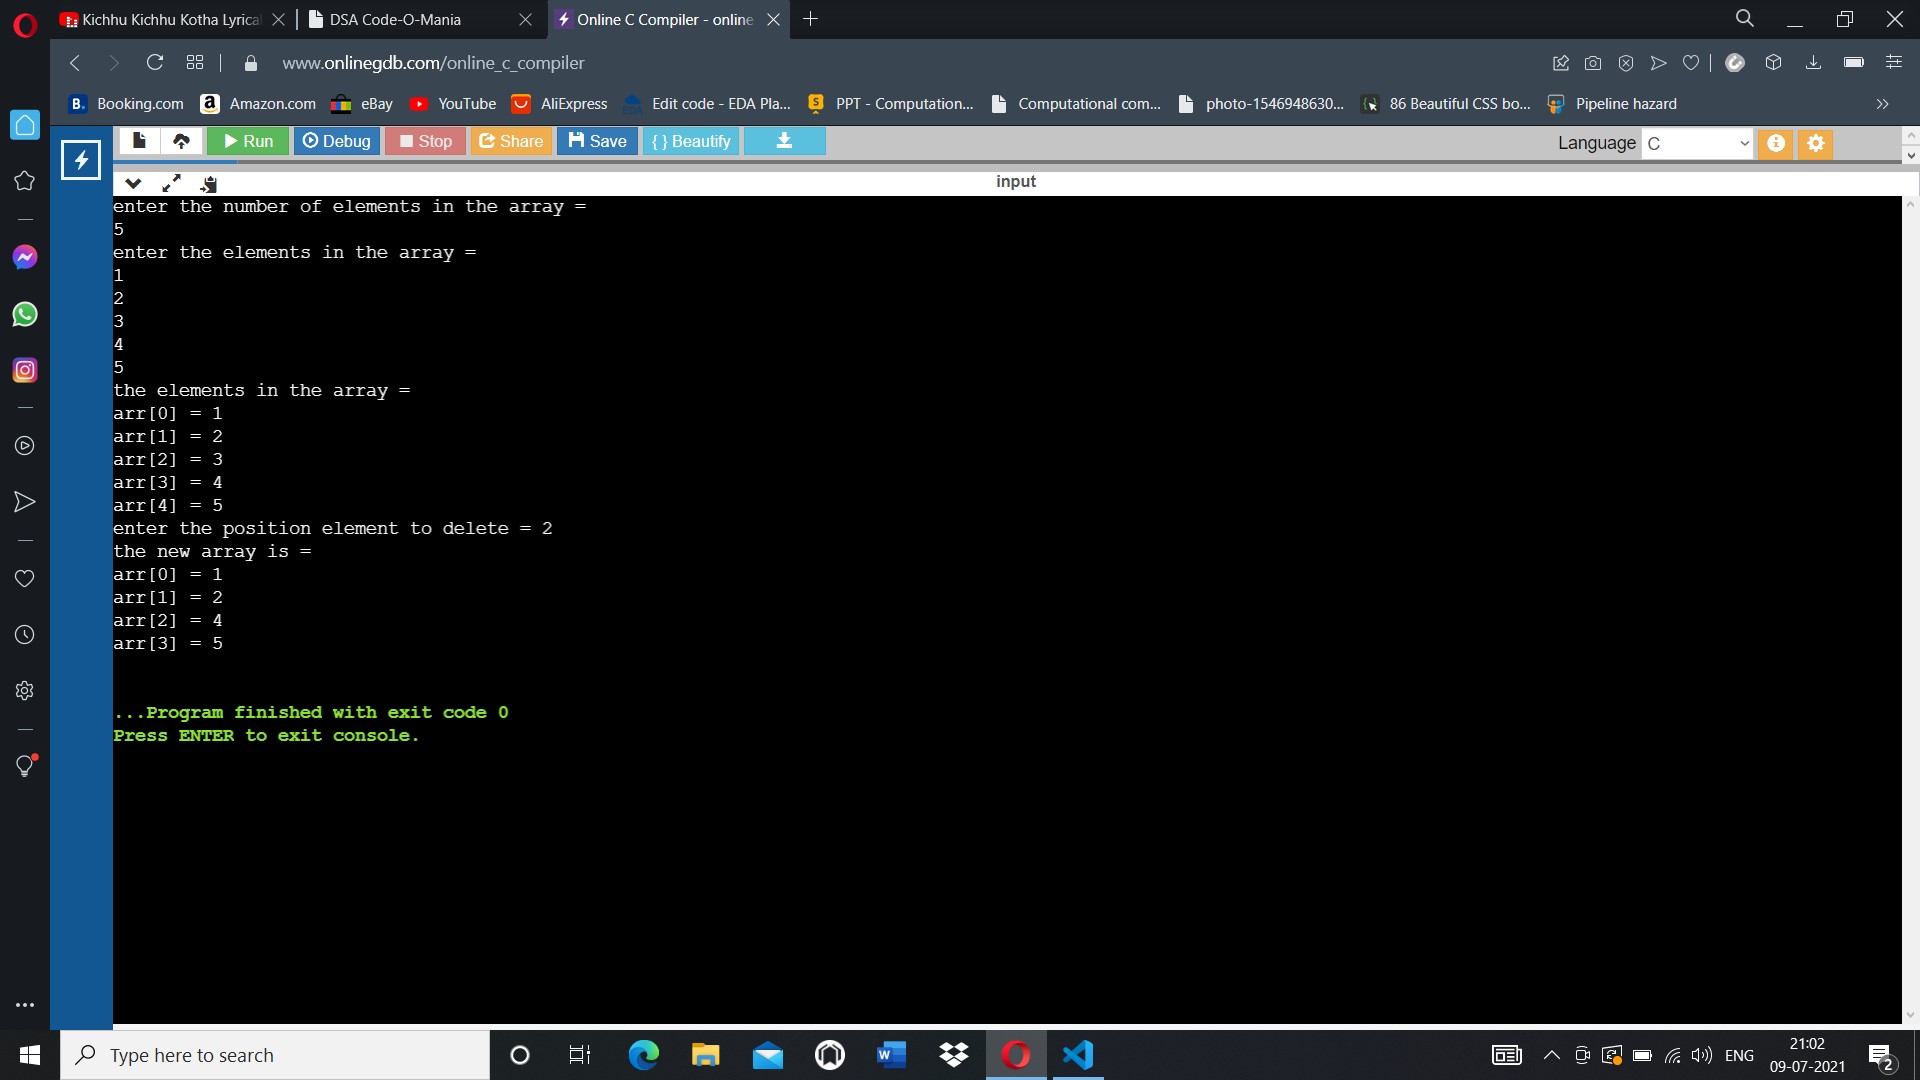 Kichhu Kichhu Kotha Lyrical
DSA Code-O-Mania
Online C Compiler - online
www.onlinegdb.com/online_c_compiler
B. Booking.com
Amazon.com
eBay
YouTube
AliExpress
Edit code - EDA Pla...
PPT - Computation...
Computational com...
photo-1546948630...
86 Beautiful CSS bo...
Pipeline hazard
Run
Debug
Stop
Share
Save
{ } Beautify
Language C
input
enter the number of elements in the array =
5
enter the elements in the array =
1
2
3
4
5
the elements in the array =
arr[0] = 1
arr[1] = 2
arr[2] = 3
arr[3] = 4
arr[4] = 5
enter the position element to delete = 2
the new array is =
arr[0] = 1
arr[1] = 2
arr[2] = 4
arr[3] = 5
...Program finished with exit code 0
Press ENTER to exit console.
Type here to search
ENG
21:02
09-07-2021
2